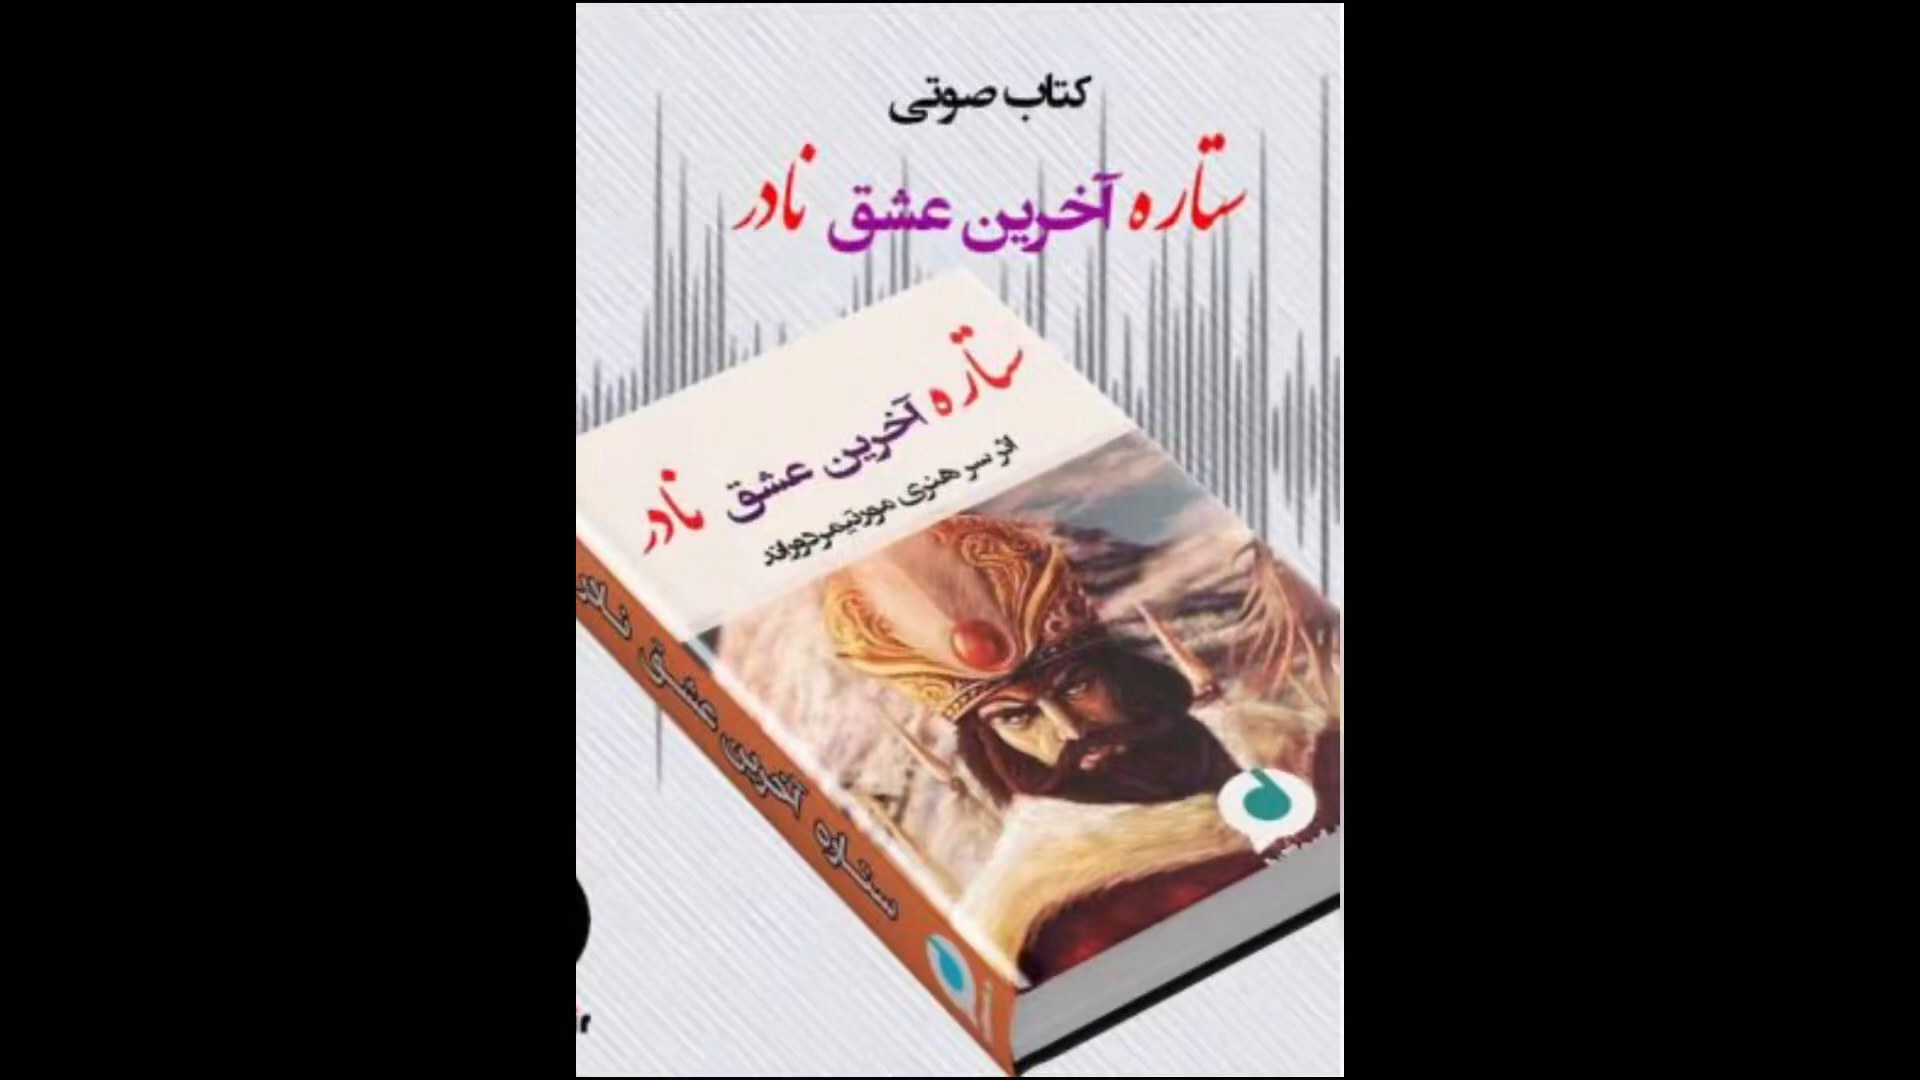 کتاب صوتی
ستاره آخرین عشق نادر
ستاره آخرین عشق نادر
اثر سر هنری مورتیمر دوراند
ستاره آخرین عشق نادر
ir